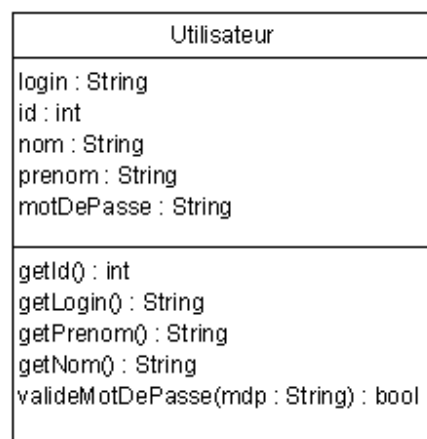 Utilisateur
login : String
id : int
nom : String
prenom : String
motDePasse : String
getId() : int
getLogin() : String
getPrenom() : String
getNom() : String
valideMotDePasse(mdp : String) : bool